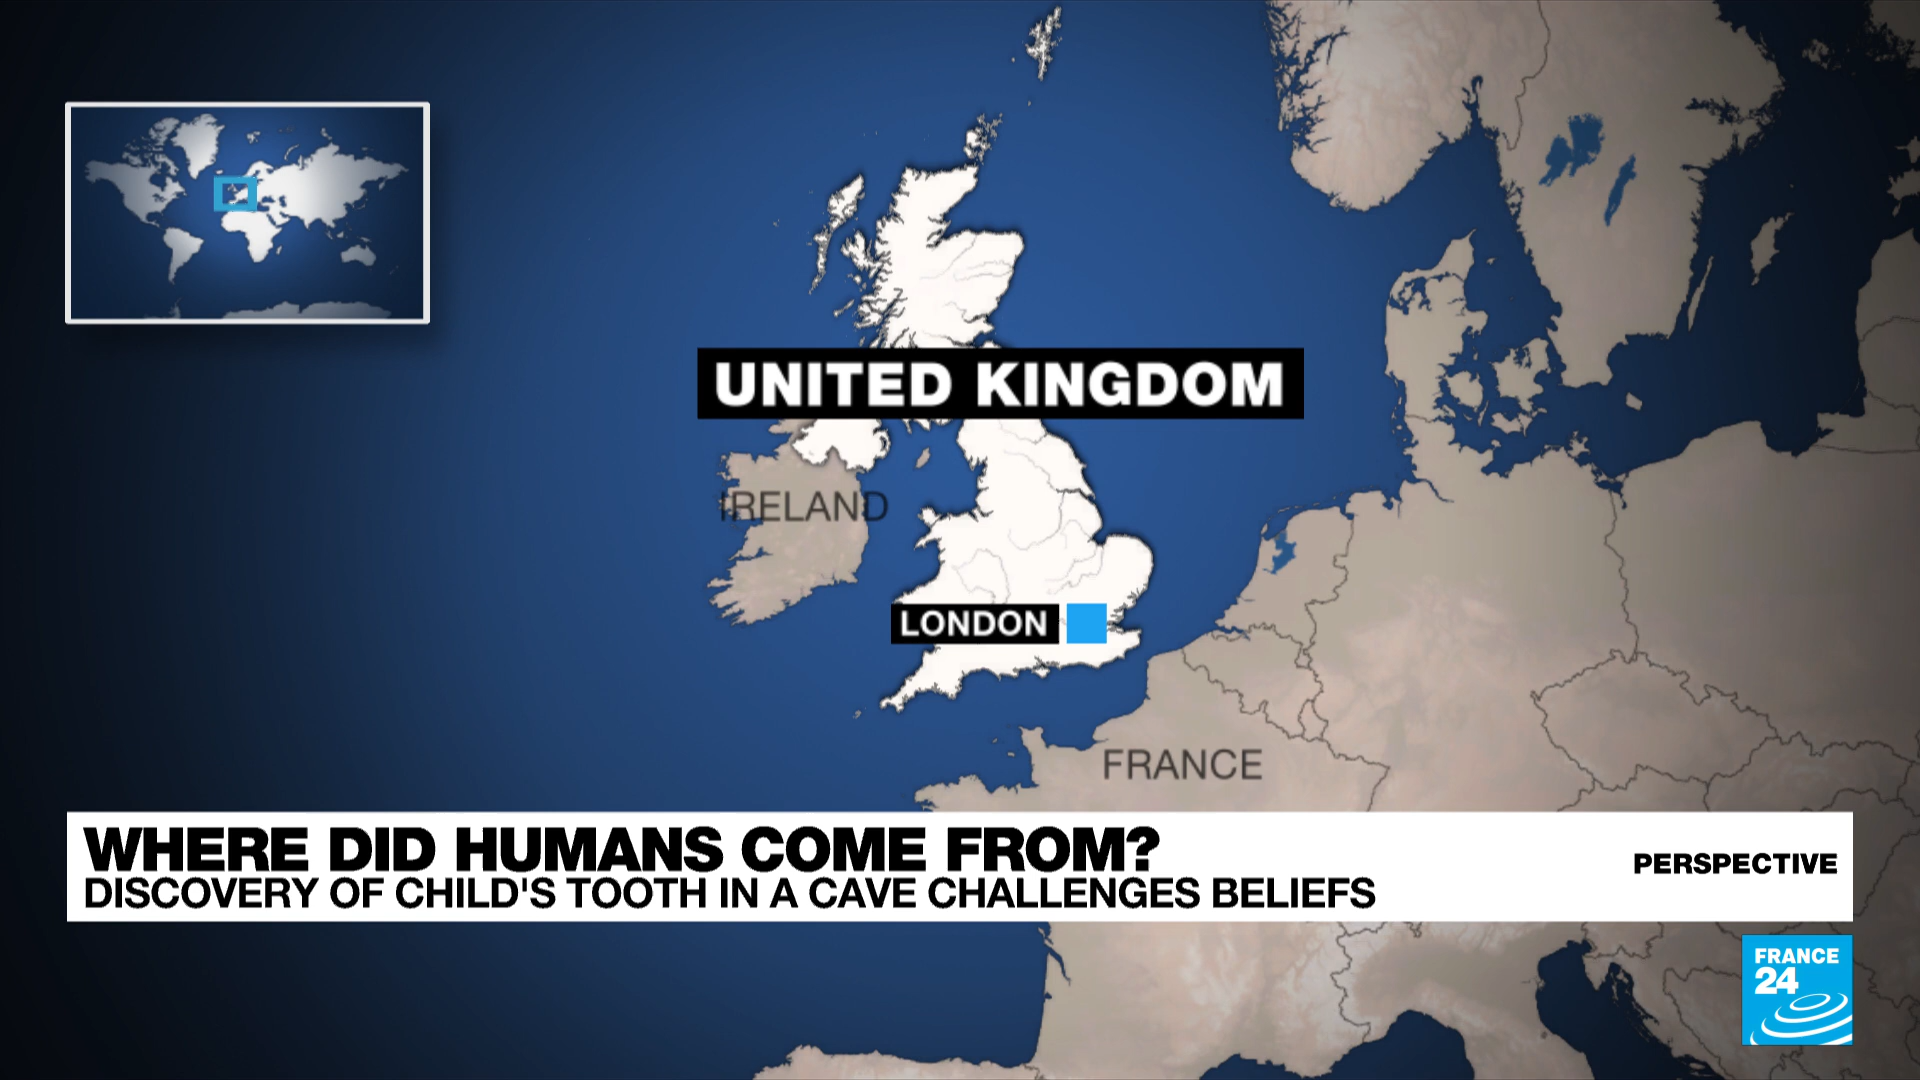 UNITED KINGDOM
IRELAND
LONDON
FRANCE
WHERE DID HUMANS COME FROM?
DISCOVERY OF CHILD'S TOOTH IN A CAVE CHALLENGES BELIEFS
PERSPECTIVE
FRANCE
24